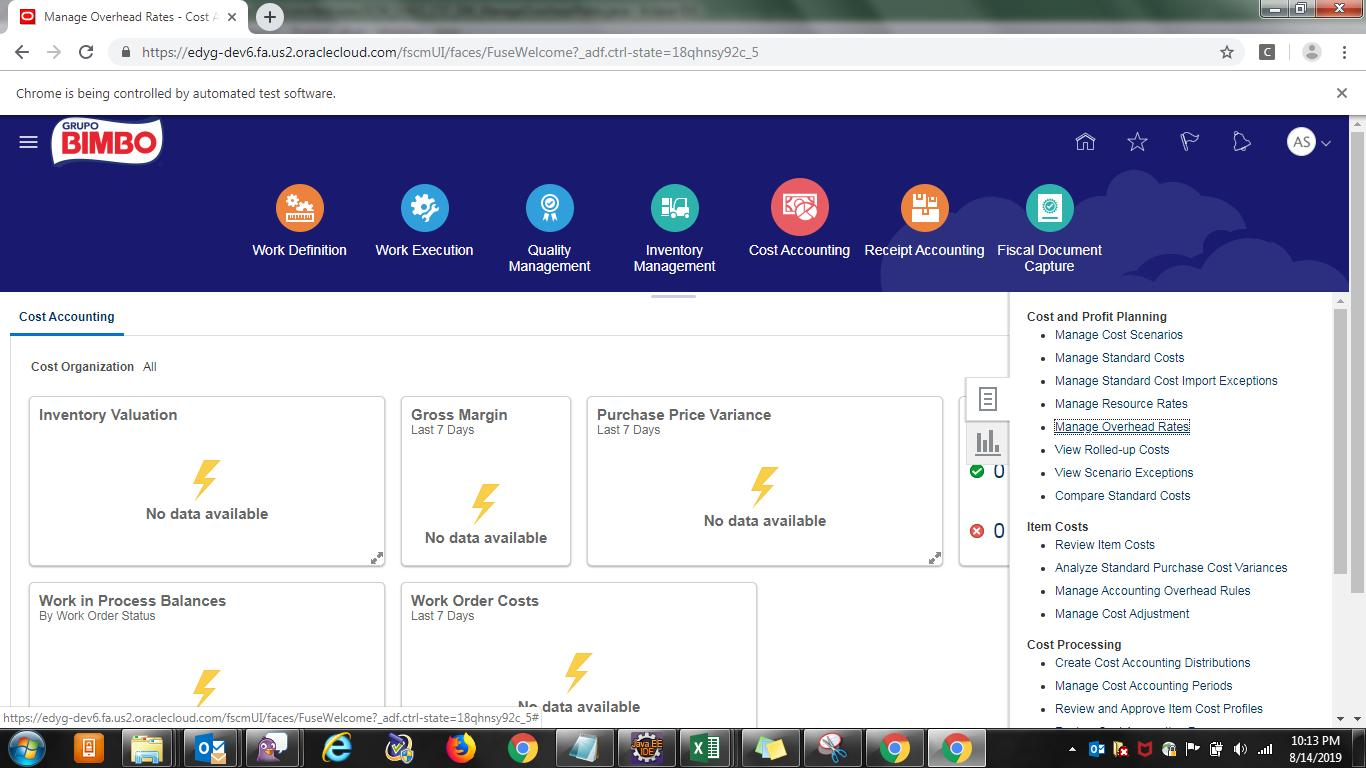 Manage Overhead Rates - Cost A
https://edyg-dev6.fa.us2.oraclecloud.com/fscmUI/faces/FuseWelcome?_adf.ctrl-state=18qhnsy92c_5
C
Chrome is being controlled by automated test software.
GRUPO
BIMBO
AS
Work Definition
Work Execution
Quality
Management
Inventory
Management
Cost Accounting
Receipt Accounting
Fiscal Document
Capture
Cost Accounting
Cost Organization All
Inventory Valuation
No data available
Gross Margin
Last 7 Days
No data available
Purchase Price Variance
Last 7 Days
No data available
0
0
Work in Process Balances
By Work Order Status
Work Order Costs
Last 7 Days
No data available
Cost and Profit Planning
Manage Cost Scenarios
Manage Standard Costs
Manage Standard Cost Import Exceptions
Manage Resource Rates
Manage Overhead Rates
View Rolled-up Costs
View Scenario Exceptions
Compare Standard Costs
Item Costs
Review Item Costs
Analyze Standard Purchase Cost Variances
Manage Accounting Overhead Rules
Manage Cost Adjustment
Cost Processing
Create Cost Accounting Distributions
Manage Cost Accounting Periods
Review and Approve Item Cost Profiles
https://edyg-dev6.fa.us2.oraclecloud.com/fscmUI/faces/FuseWelcome?_adf.ctrl-state=18qhnsy92c_5#
Java EE
IDE
10:13 PM
8/14/2019